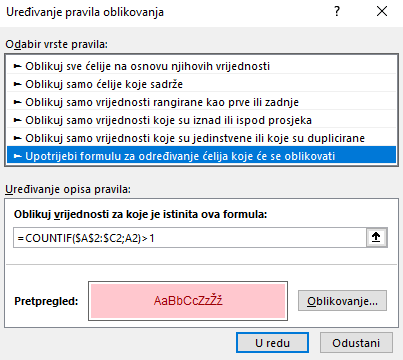 Uređivanje pravila oblikovanja
? ×
Odabir vrste pravila:
► Oblikuj sve ćelije na osnovu njihovih vrijednosti
► Oblikuj samo ćelije koje sadrže
► Oblikuj samo vrijednosti rangirane kao prve ili zadnje
► Oblikuj samo vrijednosti koje su iznad ili ispod prosjeka
► Oblikuj samo vrijednosti koje su jedinstvene ili koje su duplicirane
► Upotrijebi formulu za određivanje ćelija koje će se oblikovati
Uređivanje opisa pravila:
Oblikuj vrijednosti za koje je istinita ova formula:
=COUNTIF($A$2:$C2;A2)>1
Pretpregled:
AaBbCcZzŽž
Oblikovanje...
U redu
Odustani